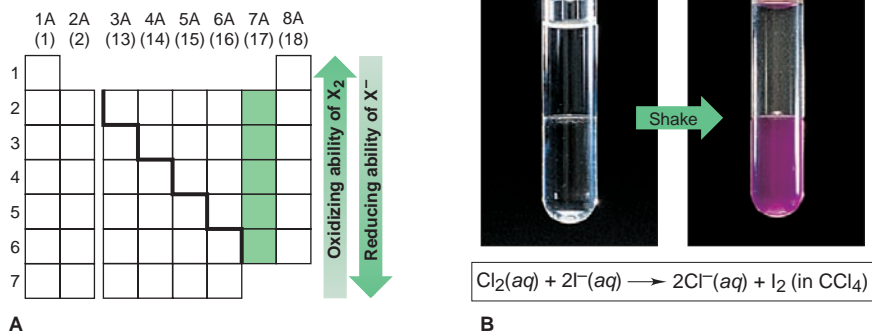 1A 2A 3A 4A 5A 6A 7A 8A
(1) (2) (13) (14) (15) (16) (17) (18)
1
2
3
4
5
6
7
Oxidizing ability of X₂
Reducing ability of X⁻
A
Shake
Cl₂(aq) + 2I⁻(aq) ⟶ 2Cl⁻(aq) + I₂ (in CCl₄)
B